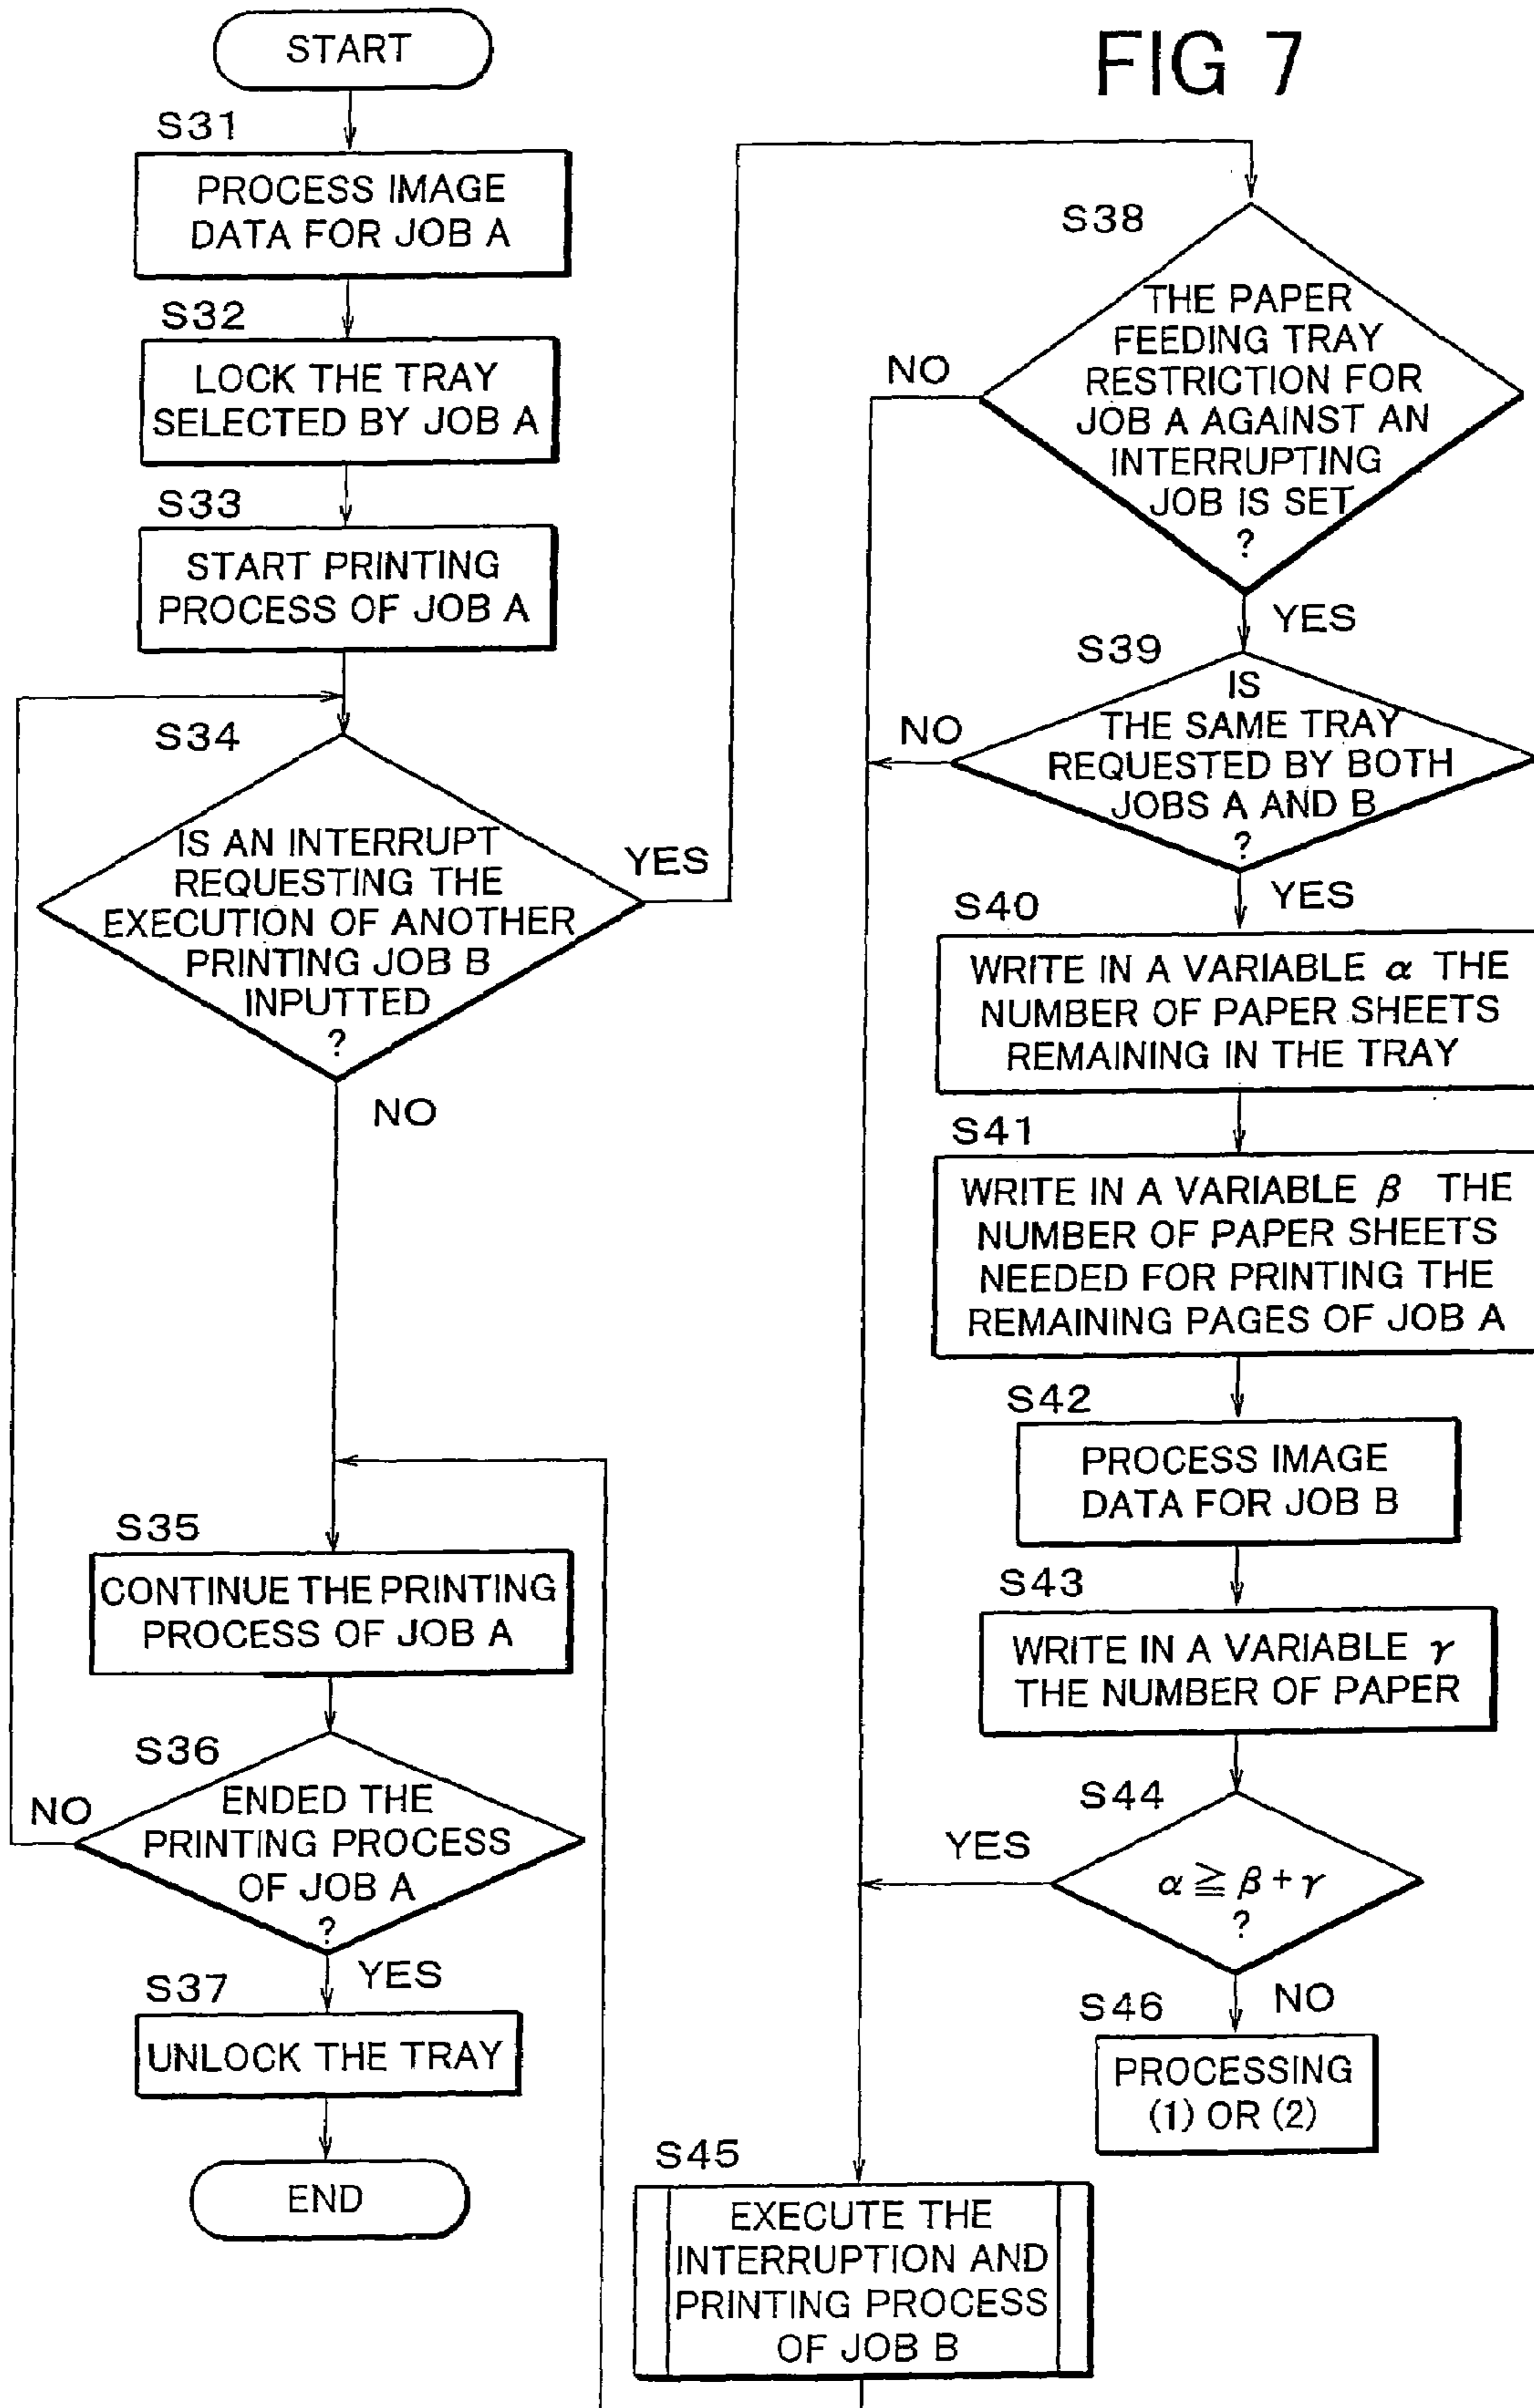 FIG 7
START
S31
PROCESS IMAGE
DATA FOR JOB A
S32
LOCK THE TRAY
SELECTED BY JOB A
S33
START PRINTING
PROCESS OF JOB A
S34
IS AN INTERRUPT
REQUESTING THE
EXECUTION OF ANOTHER
PRINTING JOB B
INPUTTED
?
YES
NO
S35
CONTINUE THE PRINTING
PROCESS OF JOB A
S36
ENDED THE
PRINTING PROCESS
OF JOB A
?
NO
YES
S37
UNLOCK THE TRAY
END
S38
THE PAPER
FEEDING TRAY
RESTRICTION FOR
JOB A AGAINST AN
INTERRUPTING
JOB IS SET
?
NO
YES
S39
IS
THE SAME TRAY
REQUESTED BY BOTH
JOBS A AND B
?
NO
YES
S40
WRITE IN A VARIABLE α THE
NUMBER OF PAPER SHEETS
REMAINING IN THE TRAY
S41
WRITE IN A VARIABLE β THE
NUMBER OF PAPER SHEETS
NEEDED FOR PRINTING THE
REMAINING PAGES OF JOB A
S42
PROCESS IMAGE
DATA FOR JOB B
S43
WRITE IN A VARIABLE γ
THE NUMBER OF PAPER
S44
α ≧ β + γ
?
YES
NO
S46
PROCESSING
(1) OR (2)
S45
EXECUTE THE
INTERRUPTION AND
PRINTING PROCESS
OF JOB B